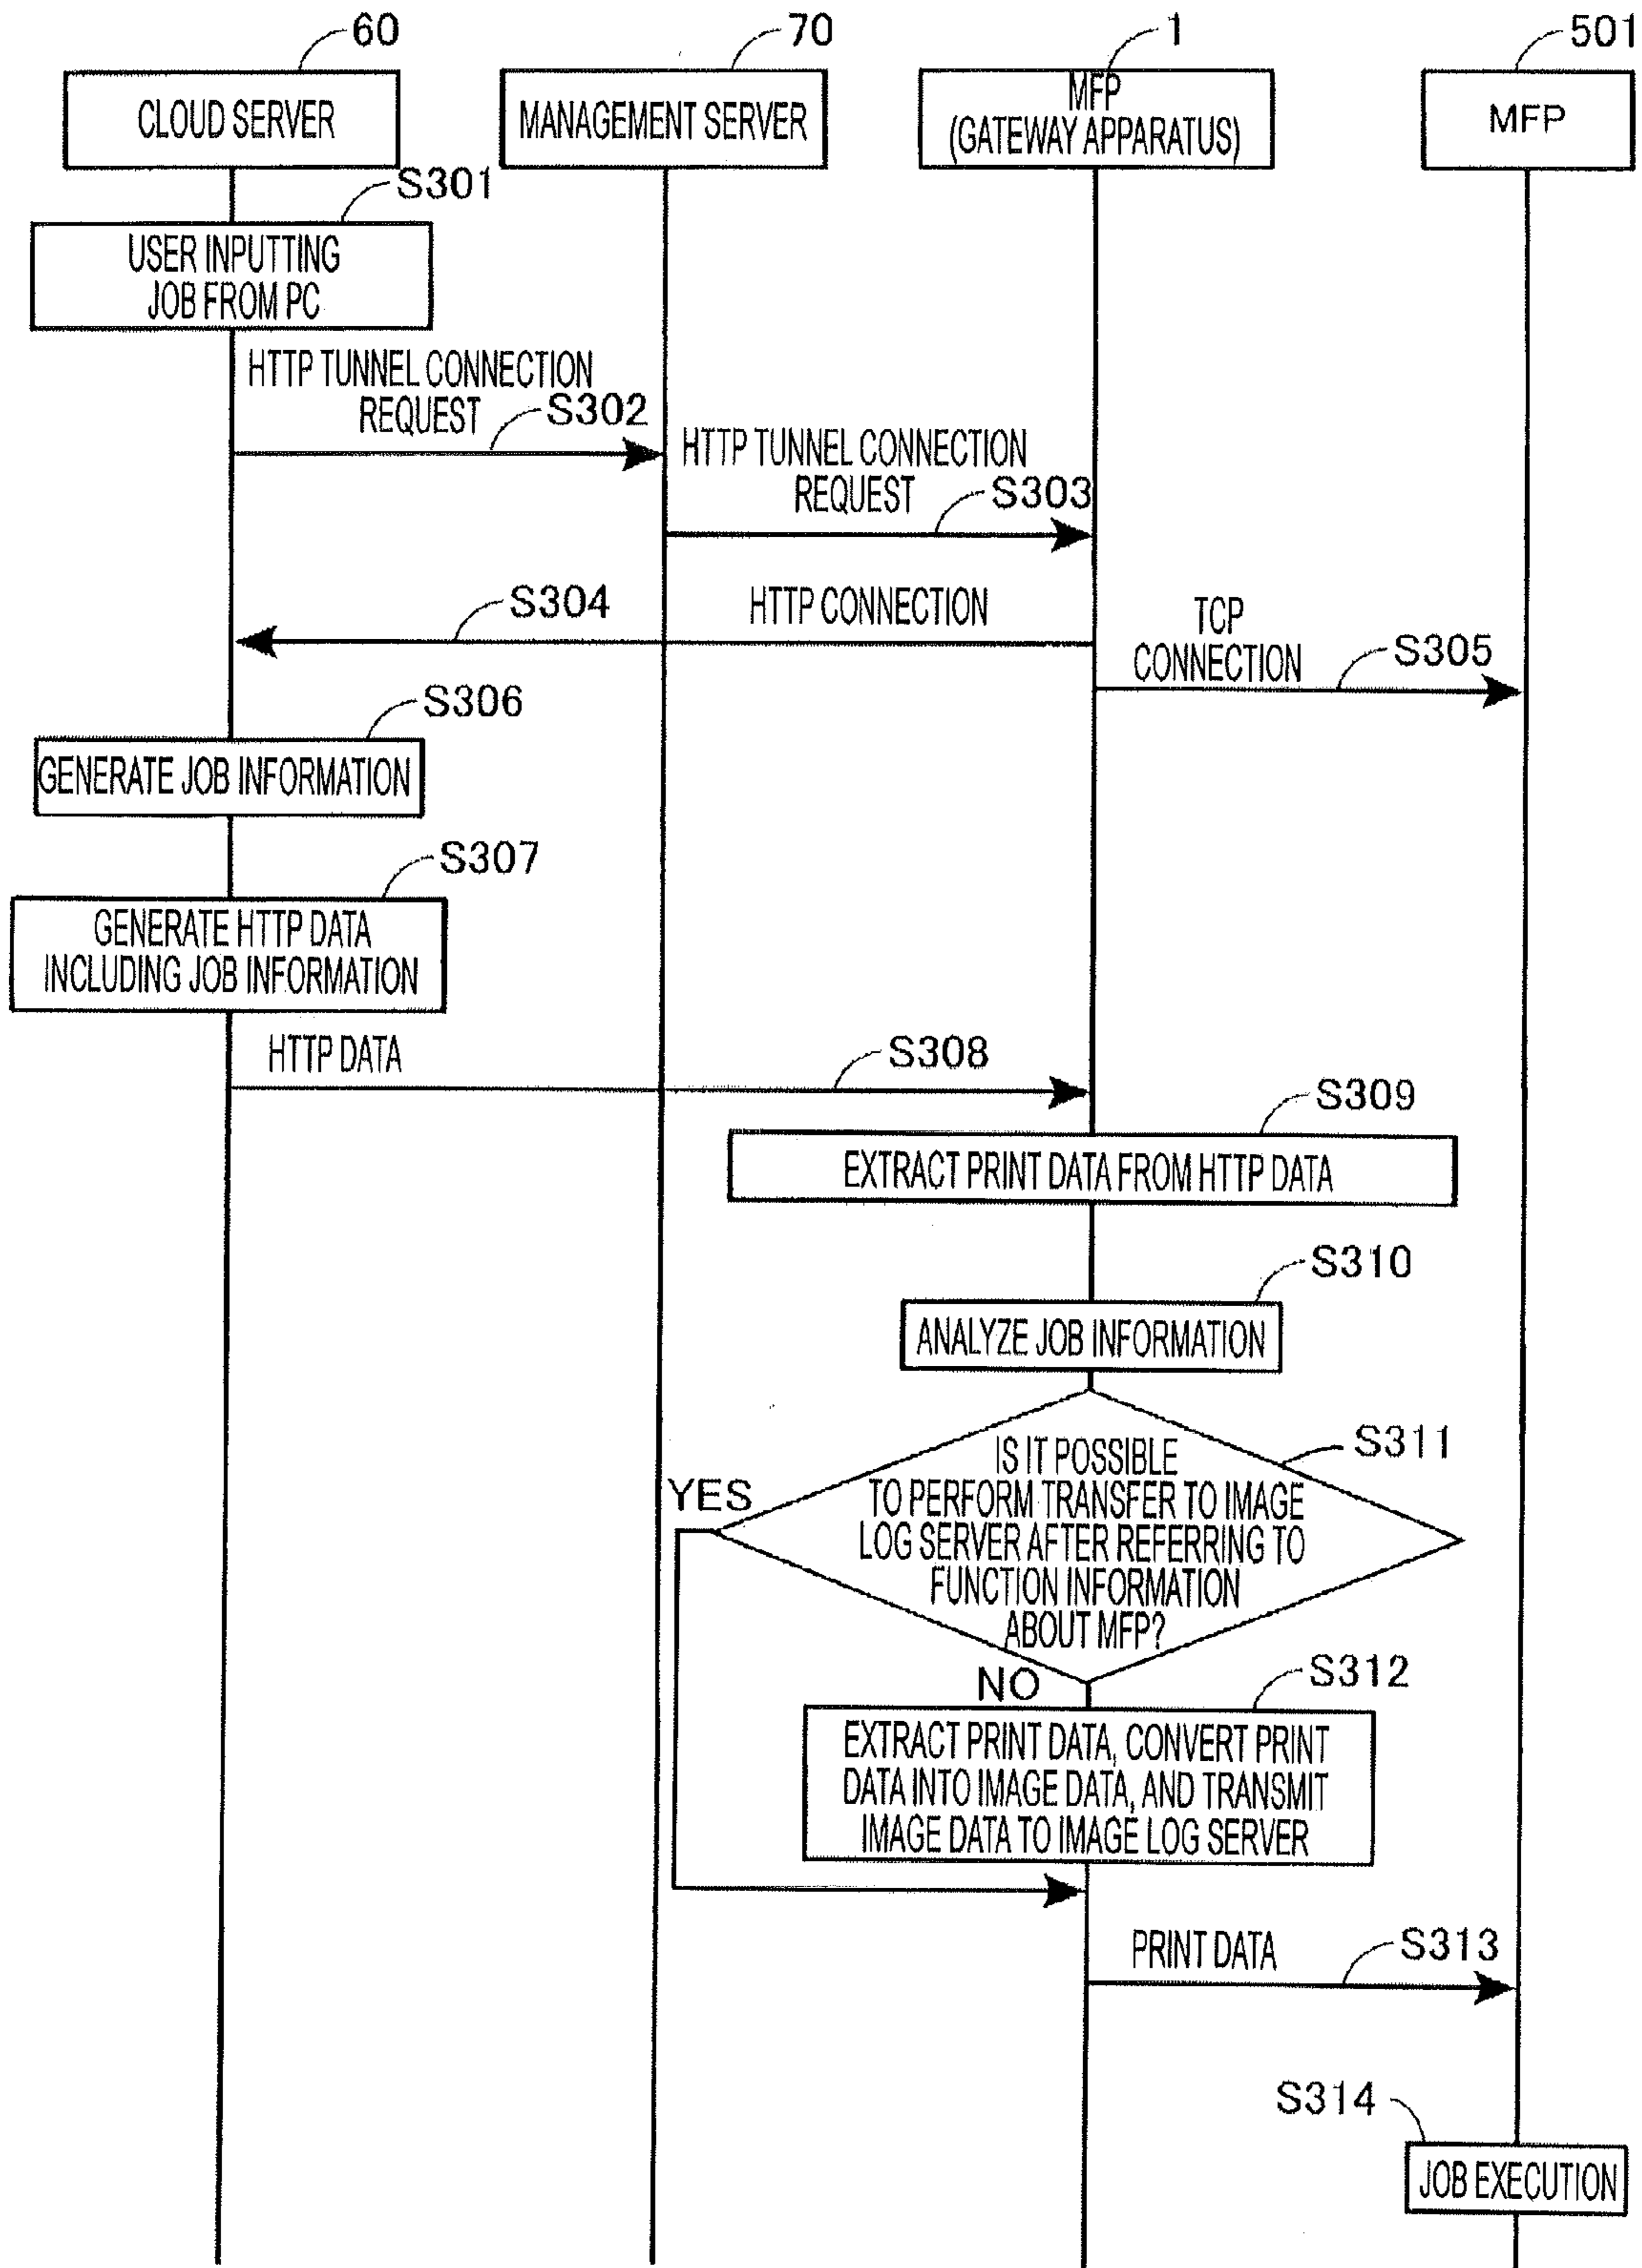 60
70
1
501
CLOUD SERVER
MANAGEMENT SERVER
MFP
(GATEWAY APPARATUS)
MFP
S301
USER INPUTTING
JOB FROM PC
HTTP TUNNEL CONNECTION
REQUEST
S302
HTTP TUNNEL CONNECTION
REQUEST
S303
S304
HTTP CONNECTION
TCP
CONNECTION
S305
S306
GENERATE JOB INFORMATION
S307
GENERATE HTTP DATA
INCLUDING JOB INFORMATION
HTTP DATA
S308
S309
EXTRACT PRINT DATA FROM HTTP DATA
S310
ANALYZE JOB INFORMATION
S311
IS IT POSSIBLE
TO PERFORM TRANSFER TO IMAGE
LOG SERVER AFTER REFERRING TO
FUNCTION INFORMATION
ABOUT MFP?
YES
NO
S312
EXTRACT PRINT DATA, CONVERT PRINT
DATA INTO IMAGE DATA, AND TRANSMIT
IMAGE DATA TO IMAGE LOG SERVER
PRINT DATA
S313
S314
JOB EXECUTION